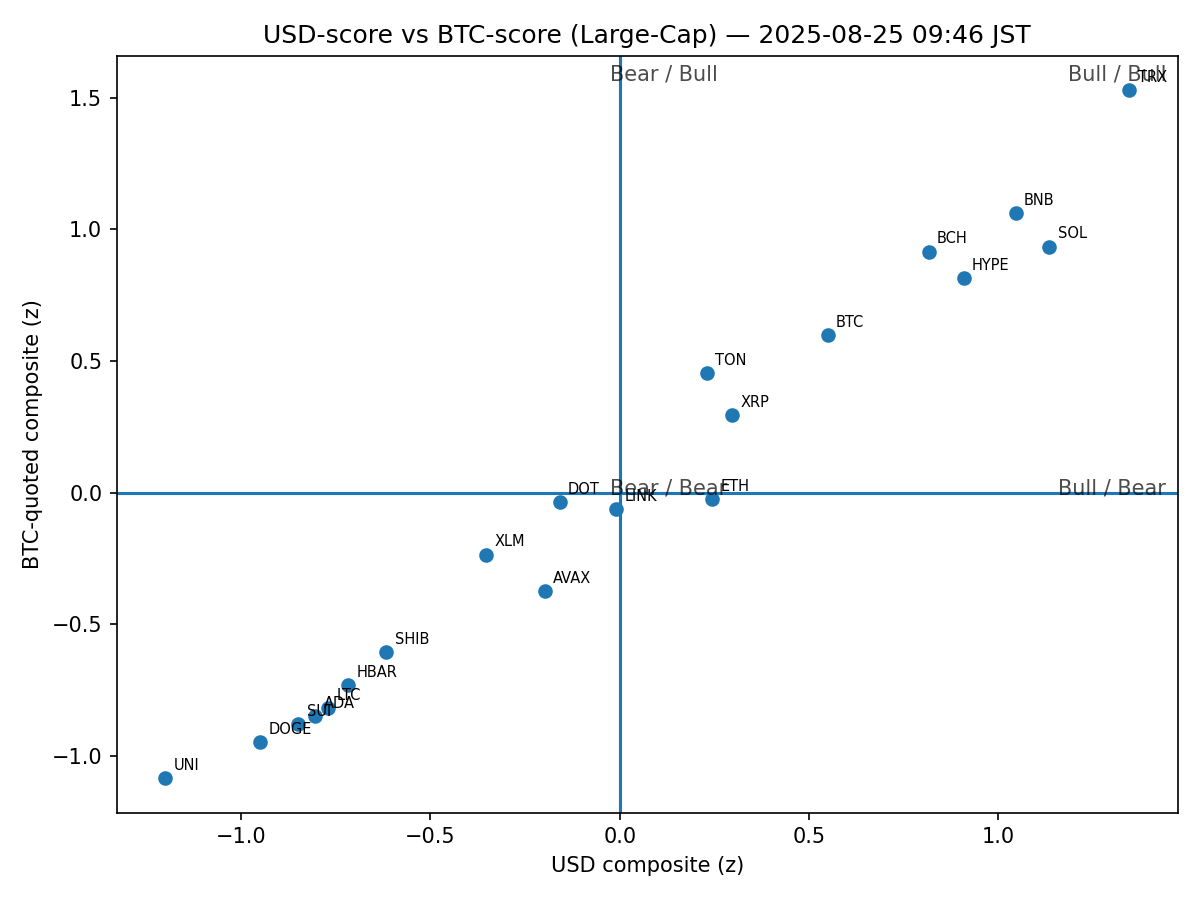 USD-score vs BTC-score (Large-Cap) — 2025-08-25 09:46 JST
Bear / Bull
Bull / Bull
TRX
1.5
BNB
1.0
SOL
BCH
HYPE
BTC
0.5
TON
XRP
BTC-quoted composite (z)
0.0
Bear / Bear
Bull / Bear
DOT
LINK
ETH
XLM
AVAX
−0.5
SHIB
HBAR
LTC
ADA
SUI
DOGE
−1.0
UNI
−1.0
−0.5
0.0
0.5
1.0
USD composite (z)